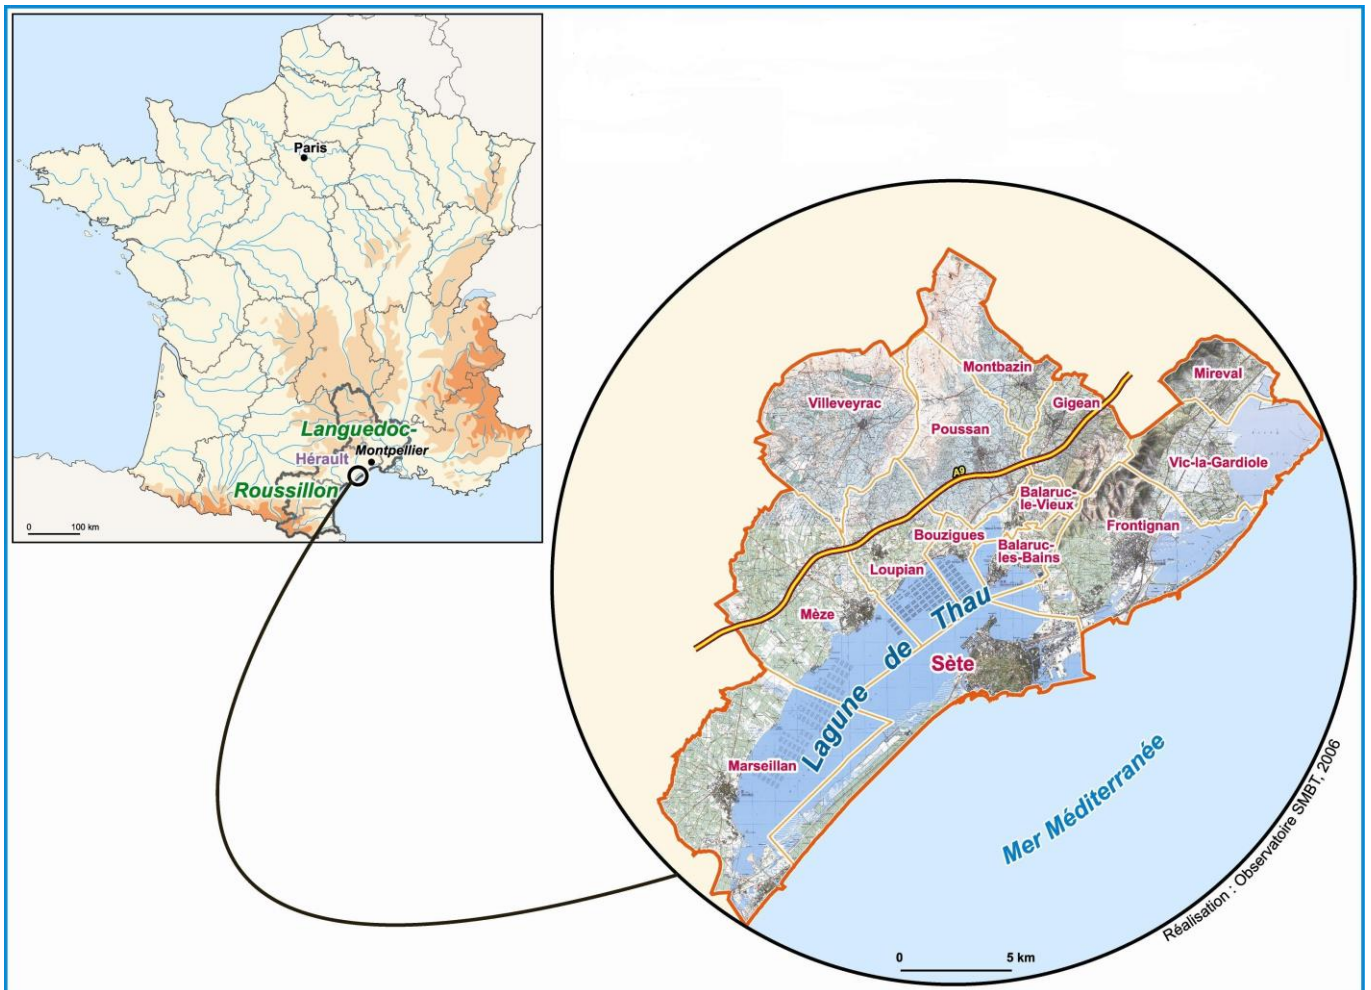 Paris
Languedoc-
Hérault
Montpellier
Roussillon
0 100 km
Mireval
Montbazin
Villeveyrac
Gigean
Poussan
Vic-la-Gardiole
A9
Balaruc-
le-Vieux
Frontignan
Bouzigues
Balaruc-
les-Bains
Loupian
Mèze
Lagune de Thau
Sète
Marseillan
Mer Méditerranée
Réalisation : Observatoire SMBT, 2006
0 5 km